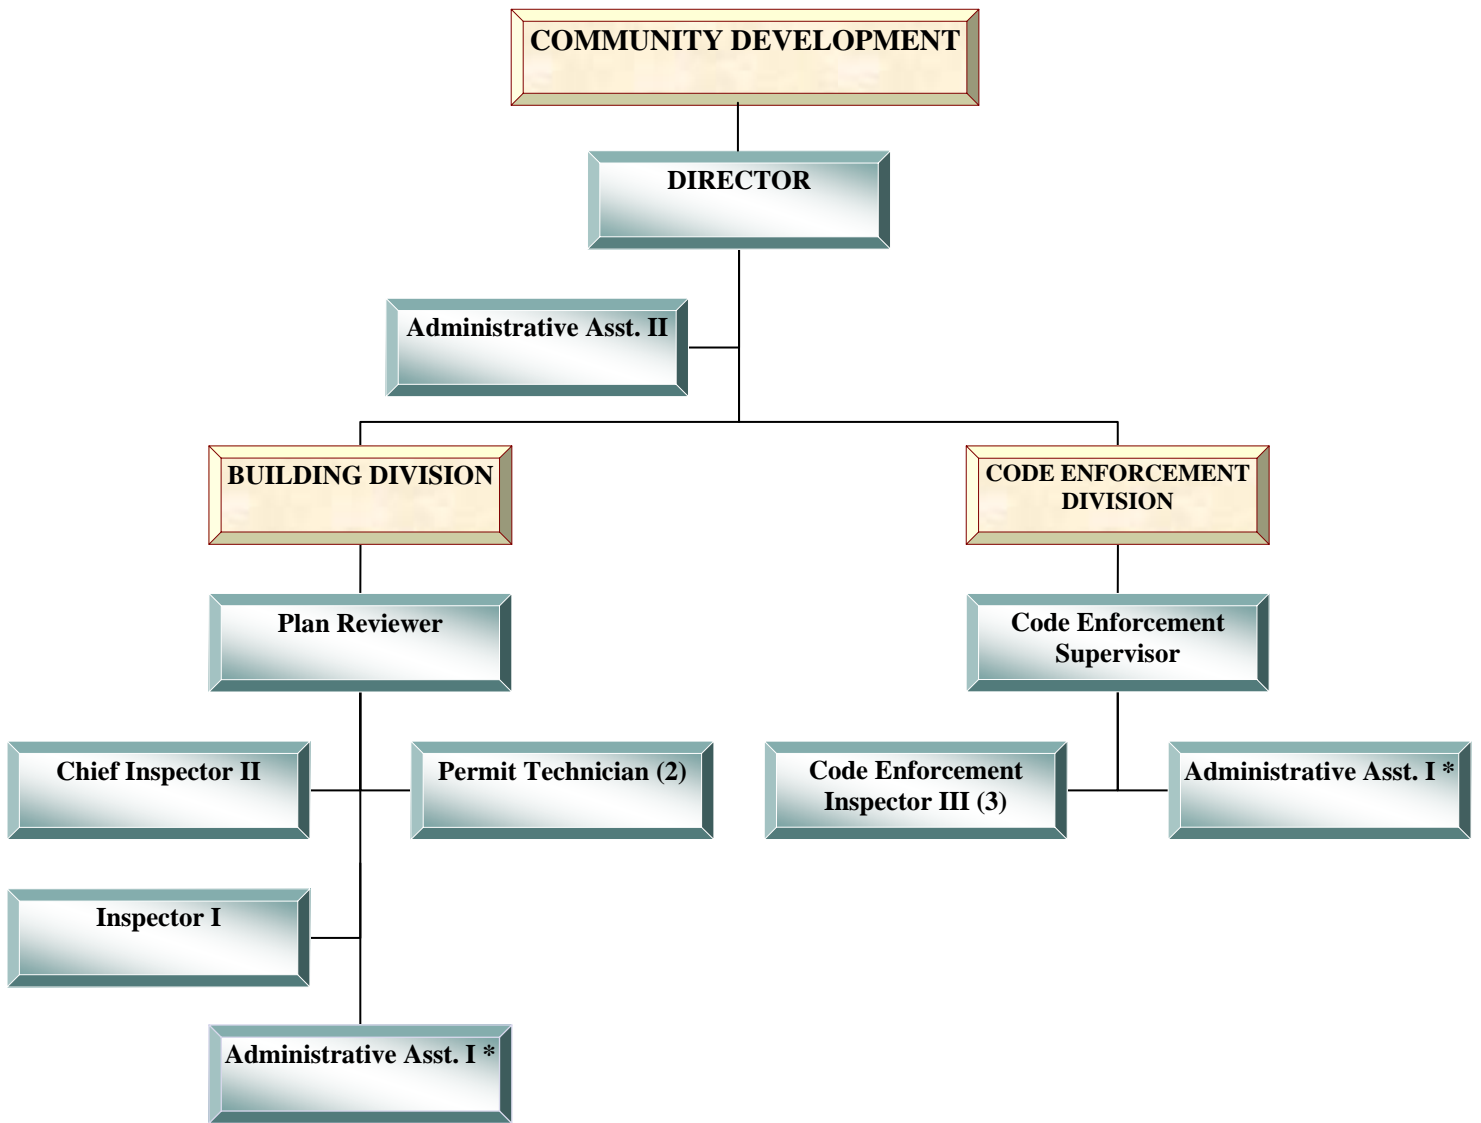 COMMUNITY DEVELOPMENT
DIRECTOR
Administrative Asst. II
BUILDING DIVISION
CODE ENFORCEMENT
DIVISION
Plan Reviewer
Code Enforcement
Supervisor
Chief Inspector II
Permit Technician (2)
Code Enforcement
Inspector III (3)
Administrative Asst. I *
Inspector I
Administrative Asst. I *